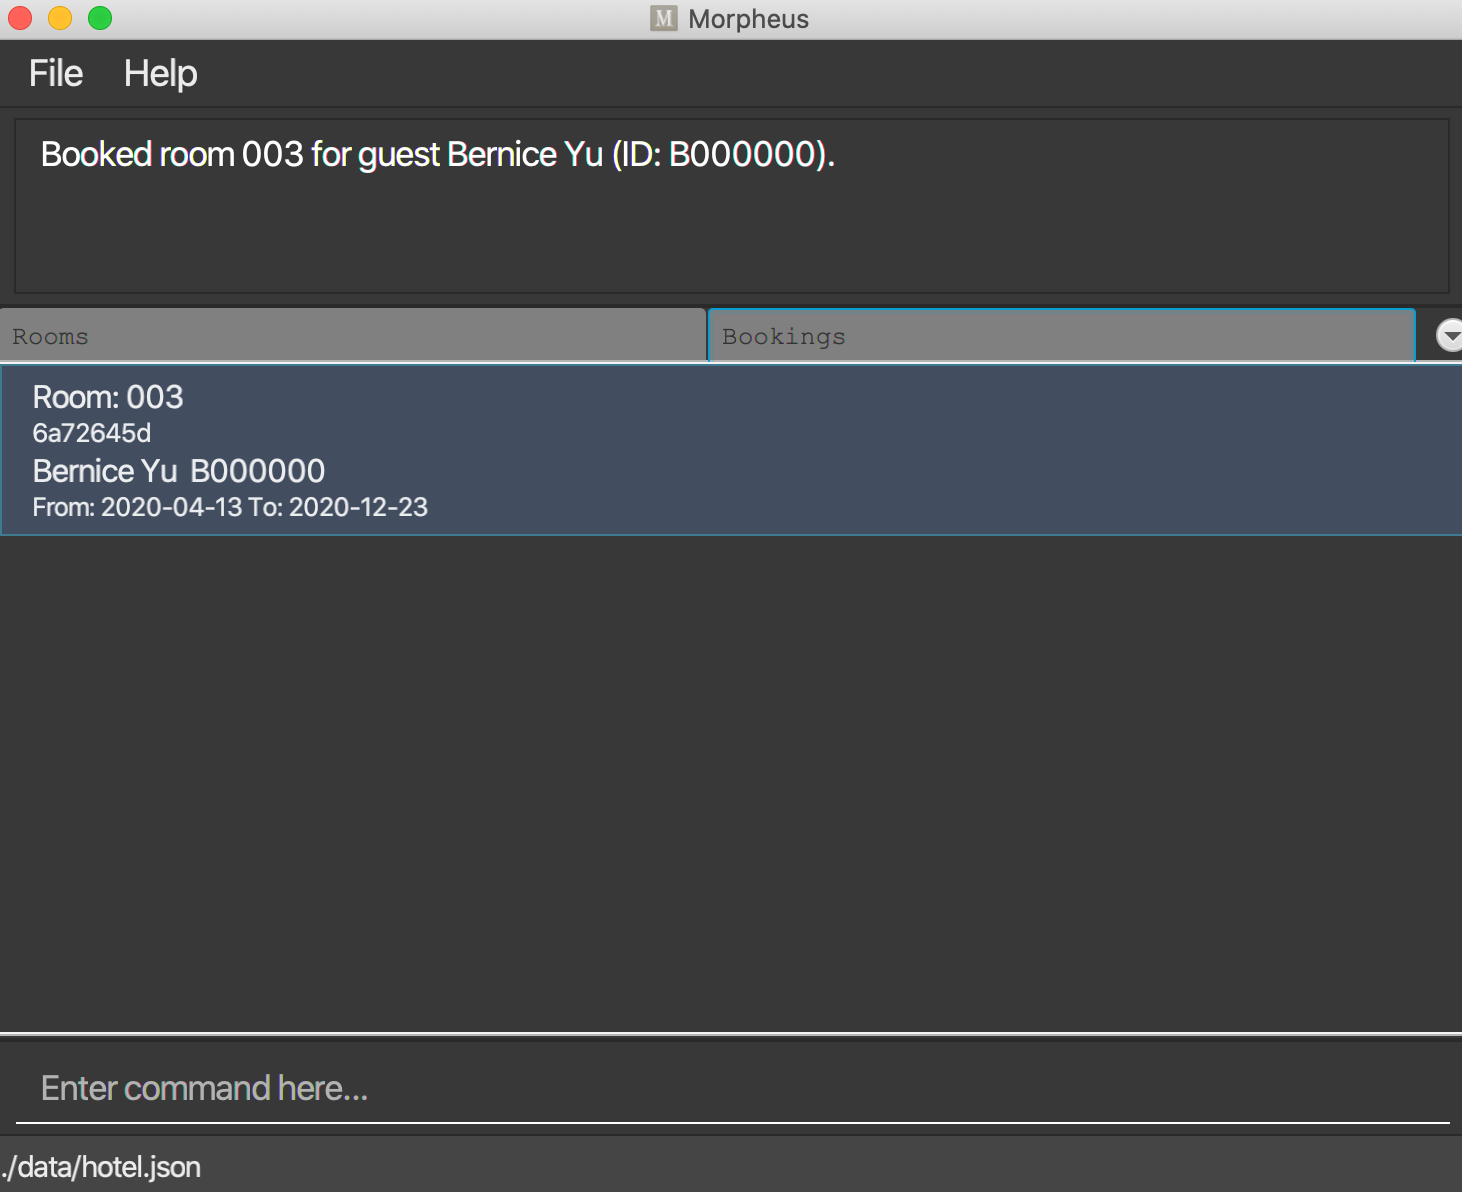 M Morpheus
File Help
Booked room 003 for guest Bernice Yu (ID: B000000).
Rooms Bookings
Room: 003
6a72645d
Bernice Yu B000000
From: 2020-04-13 To: 2020-12-23
Enter command here...
./data/hotel.json